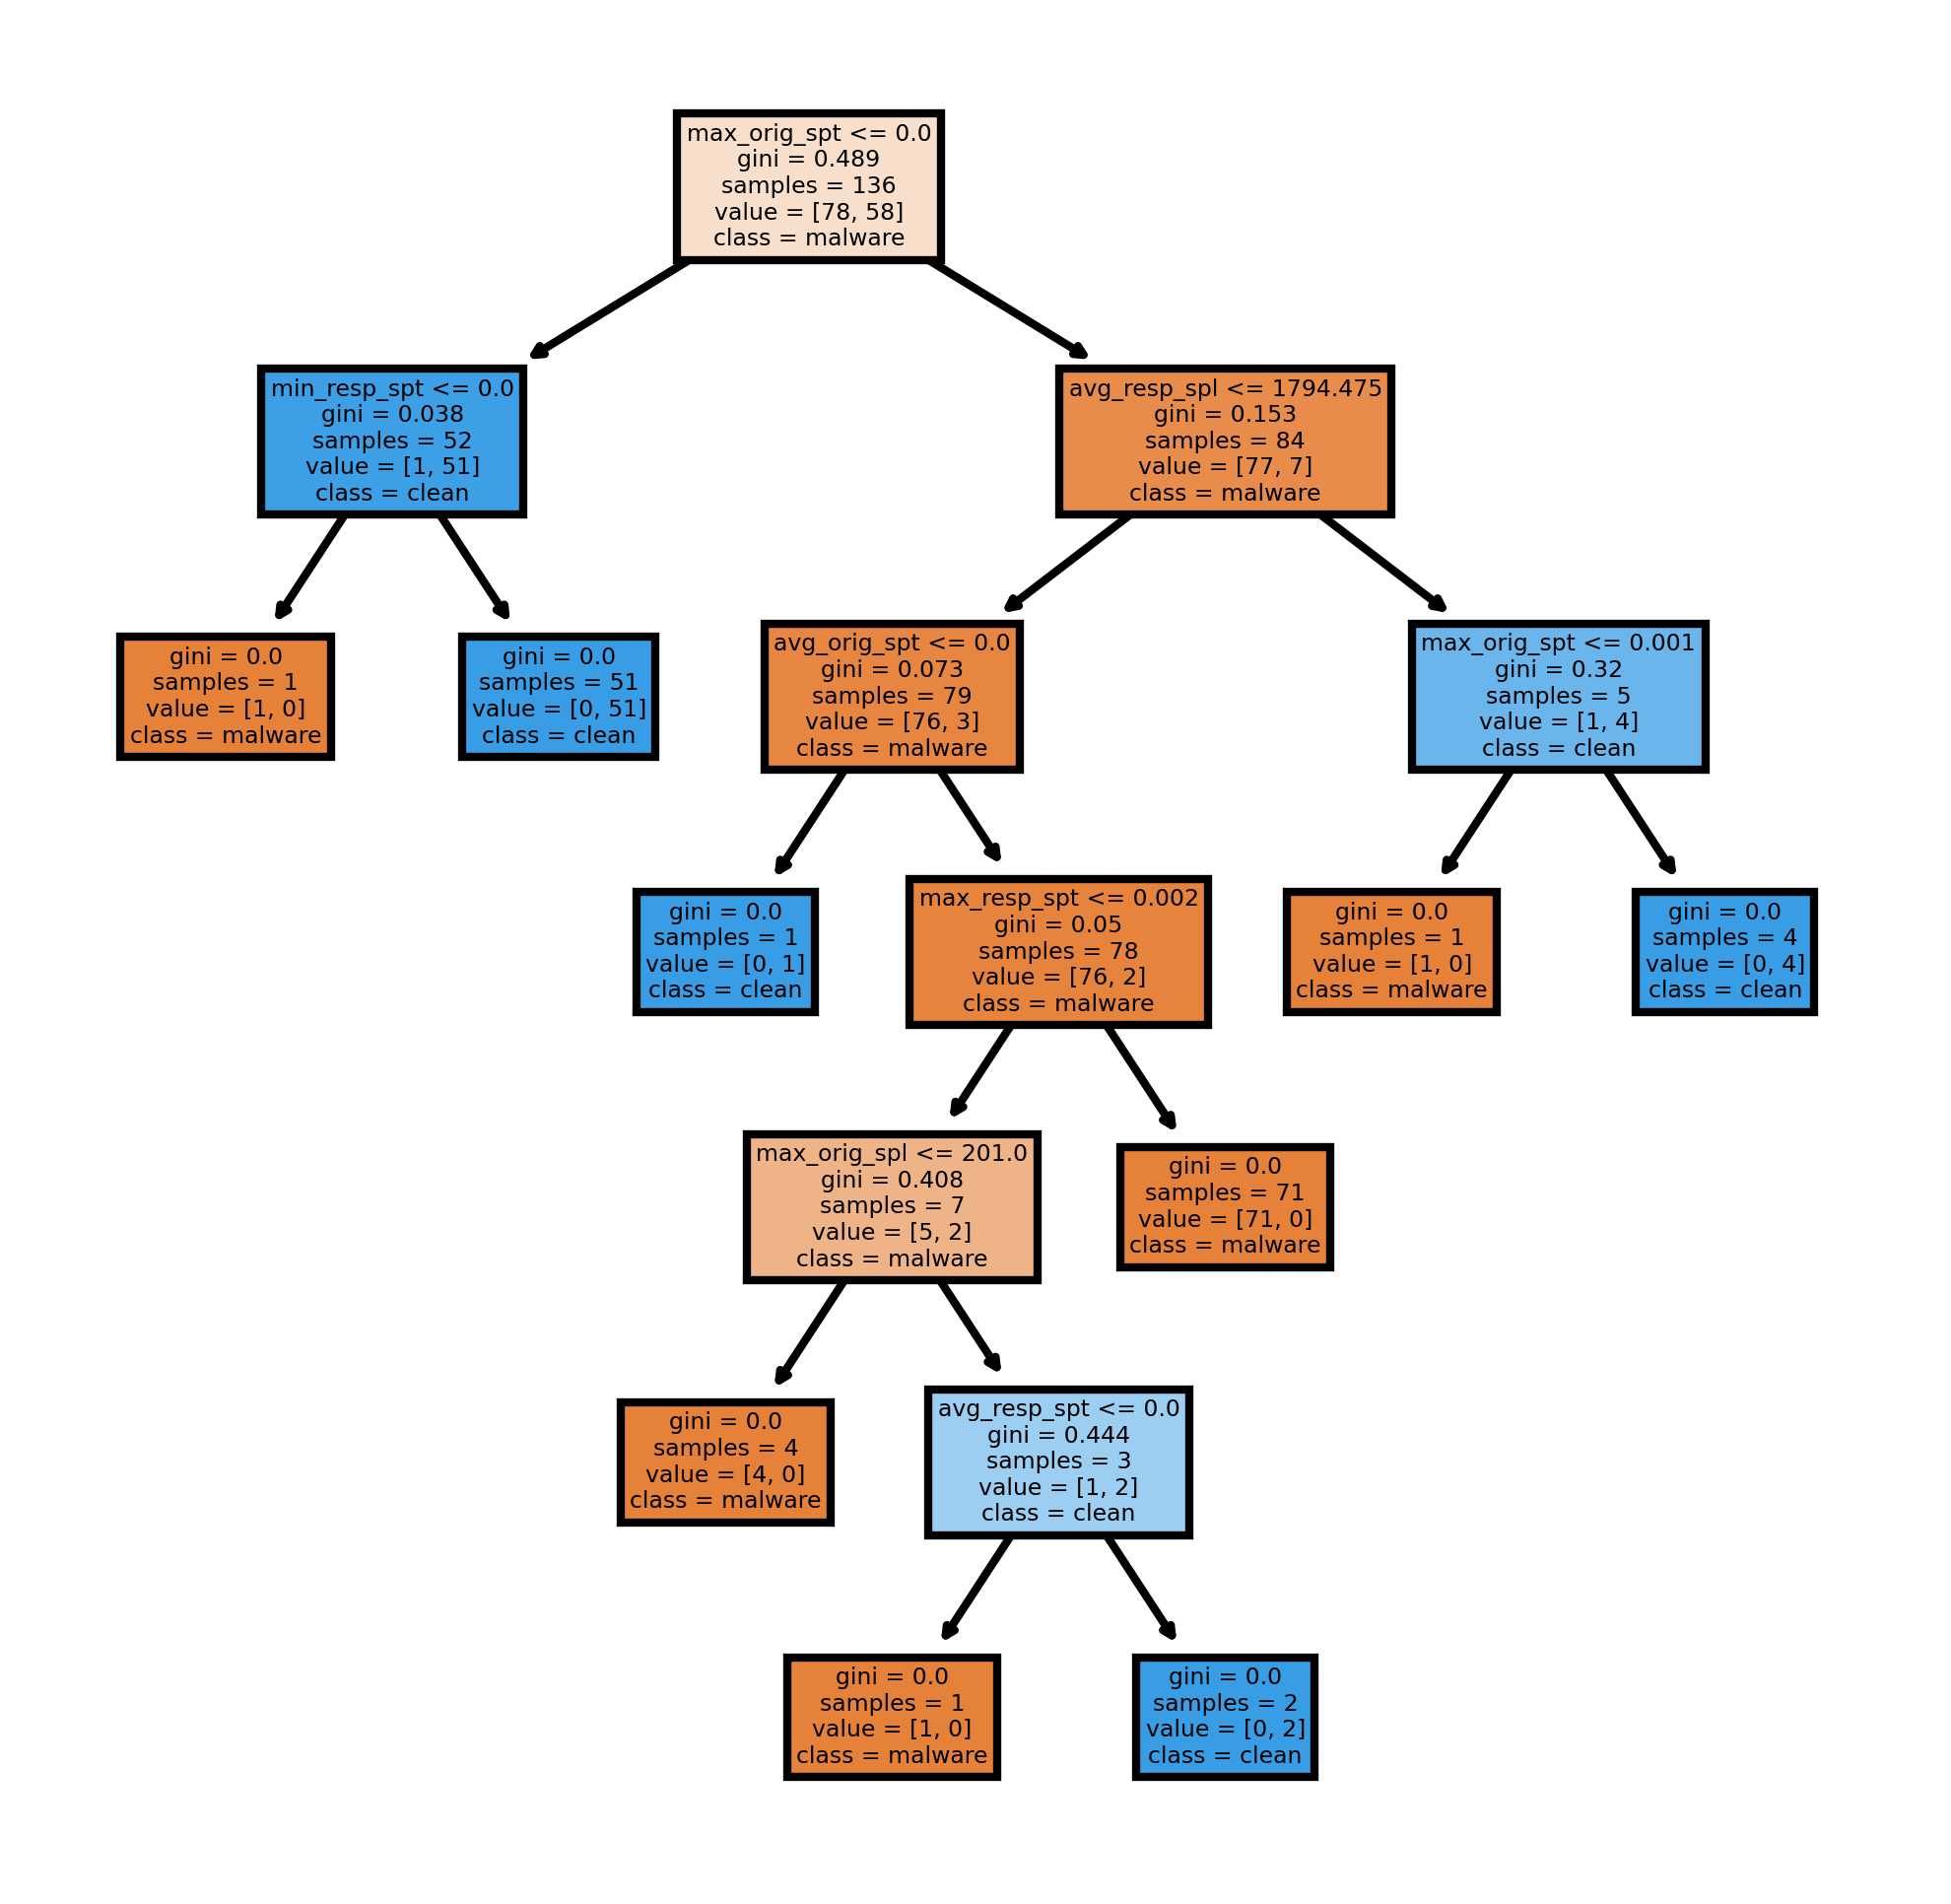 max_orig_spt <= 0.0
gini = 0.489
samples = 136
value = [78, 58]
class = malware
min_resp_spt <= 0.0
gini = 0.038
samples = 52
value = [1, 51]
class = clean
avg_resp_spl <= 1794.475
gini = 0.153
samples = 84
value = [77, 7]
class = malware
gini = 0.0
samples = 1
value = [1, 0]
class = malware
gini = 0.0
samples = 51
value = [0, 51]
class = clean
avg_orig_spt <= 0.0
gini = 0.073
samples = 79
value = [76, 3]
class = malware
max_orig_spt <= 0.001
gini = 0.32
samples = 5
value = [1, 4]
class = clean
gini = 0.0
samples = 1
value = [0, 1]
class = clean
max_resp_spt <= 0.002
gini = 0.05
samples = 78
value = [76, 2]
class = malware
gini = 0.0
samples = 1
value = [1, 0]
class = malware
gini = 0.0
samples = 4
value = [0, 4]
class = clean
max_orig_spl <= 201.0
gini = 0.408
samples = 7
value = [5, 2]
class = malware
gini = 0.0
samples = 71
value = [71, 0]
class = malware
gini = 0.0
samples = 4
value = [4, 0]
class = malware
avg_resp_spt <= 0.0
gini = 0.444
samples = 3
value = [1, 2]
class = clean
gini = 0.0
samples = 1
value = [1, 0]
class = malware
gini = 0.0
samples = 2
value = [0, 2]
class = clean